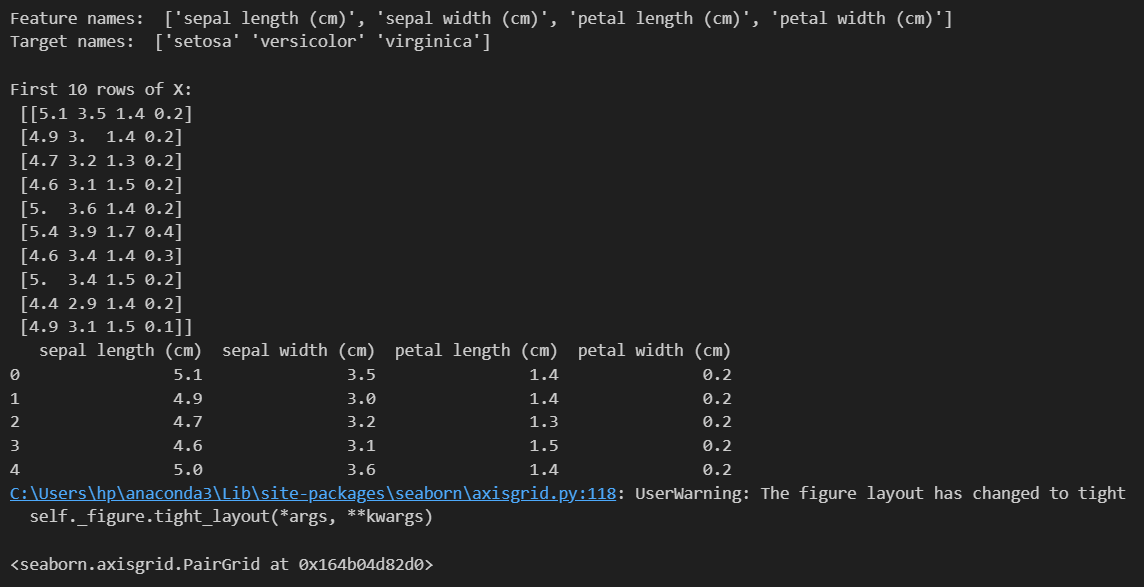 Feature names:  ['sepal length (cm)', 'sepal width (cm)', 'petal length (cm)', 'petal width (cm)']
Target names:  ['setosa' 'versicolor' 'virginica']

First 10 rows of X:
 [[5.1 3.5 1.4 0.2]
 [4.9 3.  1.4 0.2]
 [4.7 3.2 1.3 0.2]
 [4.6 3.1 1.5 0.2]
 [5.  3.6 1.4 0.2]
 [5.4 3.9 1.7 0.4]
 [4.6 3.4 1.4 0.3]
 [5.  3.4 1.5 0.2]
 [4.4 2.9 1.4 0.2]
 [4.9 3.1 1.5 0.1]]
   sepal length (cm)  sepal width (cm)  petal length (cm)  petal width (cm)
0                5.1               3.5                1.4               0.2
1                4.9               3.0                1.4               0.2
2                4.7               3.2                1.3               0.2
3                4.6               3.1                1.5               0.2
4                5.0               3.6                1.4               0.2
C:\Users\hp\anaconda3\Lib\site-packages\seaborn\axisgrid.py:118: UserWarning: The figure layout has changed to tight
  self._figure.tight_layout(*args, **kwargs)

<seaborn.axisgrid.PairGrid at 0x164b04d82d0>